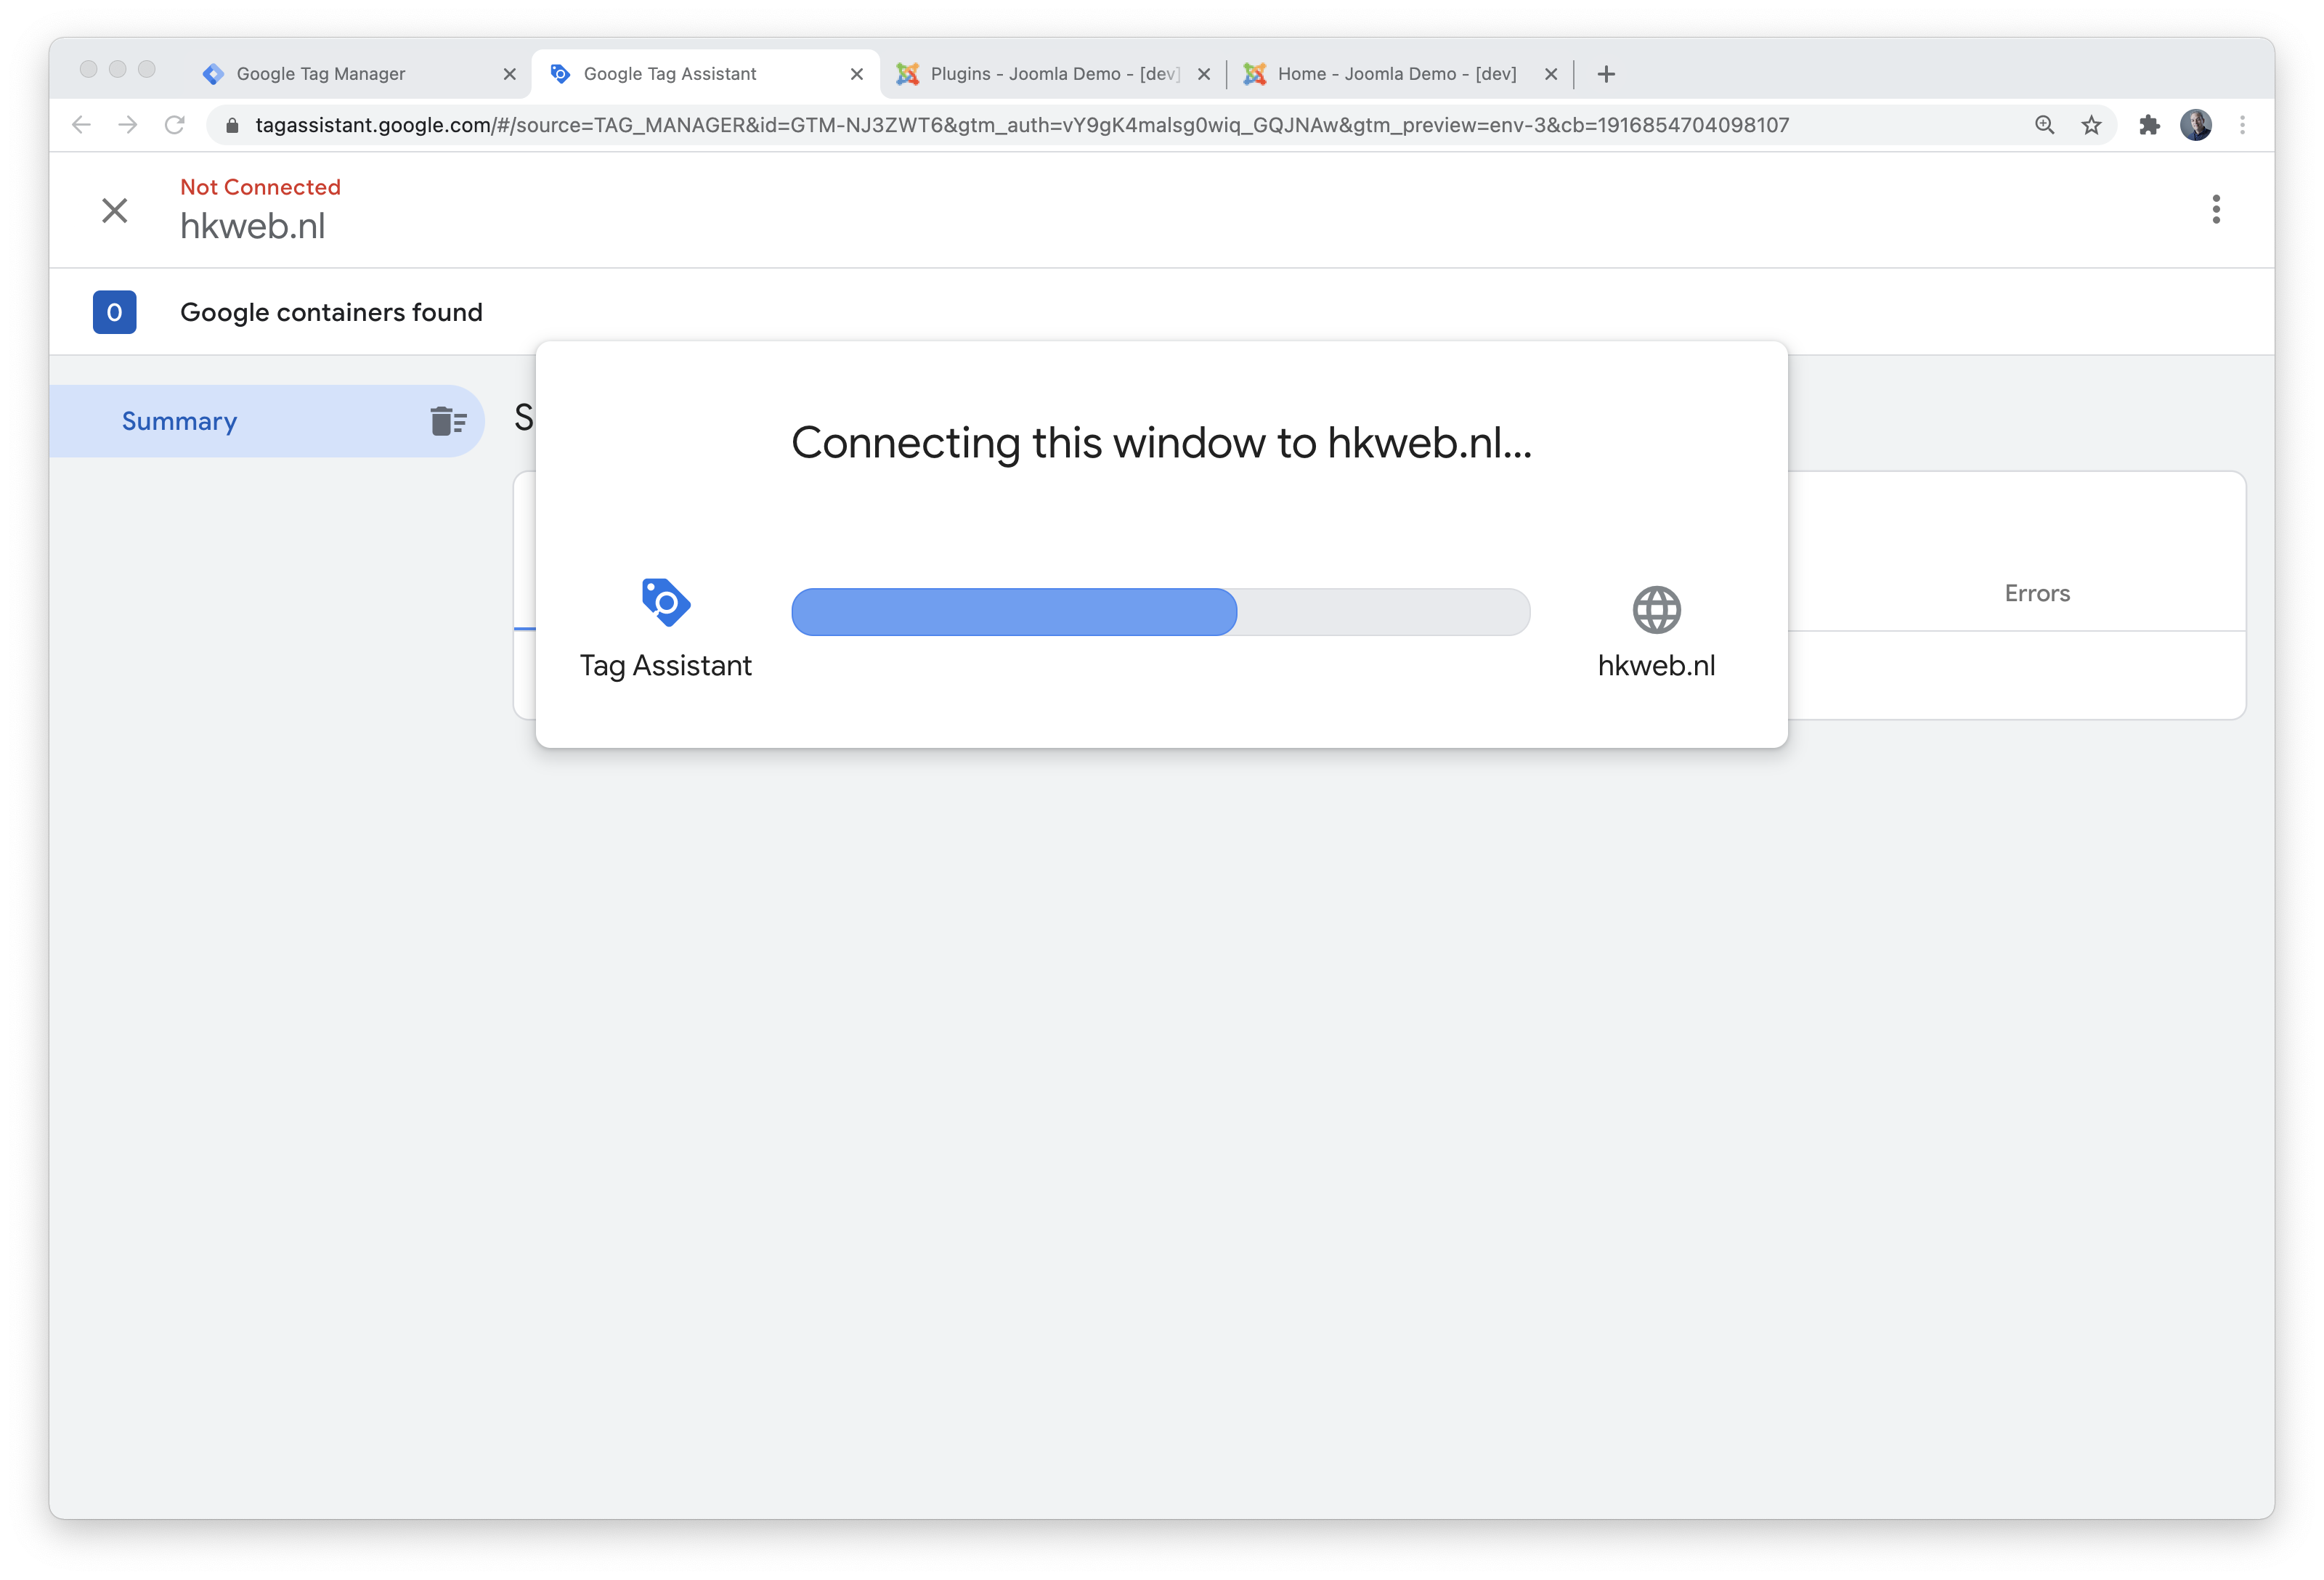 Google Tag Manager
Google Tag Assistant
Plugins - Joomla Demo - [dev]
Home - Joomla Demo - [dev]
tagassistant.google.com/#/source=TAG_MANAGER&id=GTM-NJ3ZWT6&gtm_auth=vY9gK4malsg0wiq_GQJNAw&gtm_preview=env-3&cb=1916854704098107
Not Connected
hkweb.nl
0 Google containers found
Summary
S
Connecting this window to hkweb.nl...
Errors
Tag Assistant
hkweb.nl